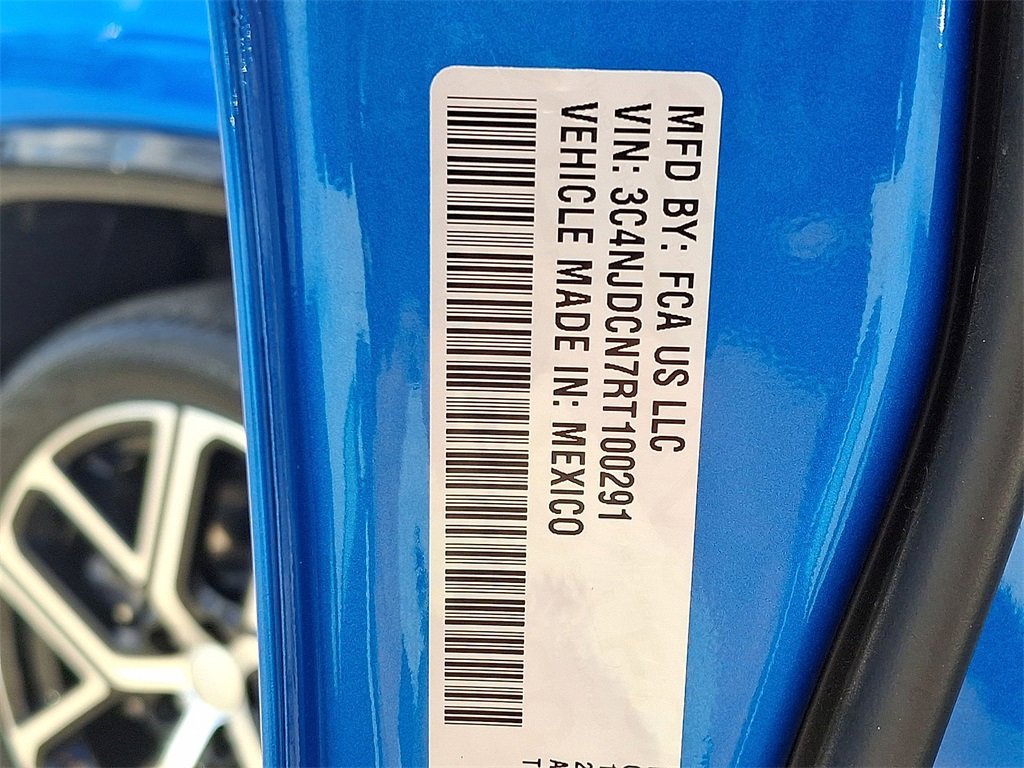 MFD BY: FCA US LLC
VIN: 3C4NJDCN7RT100291
VEHICLE MADE IN: MEXICO